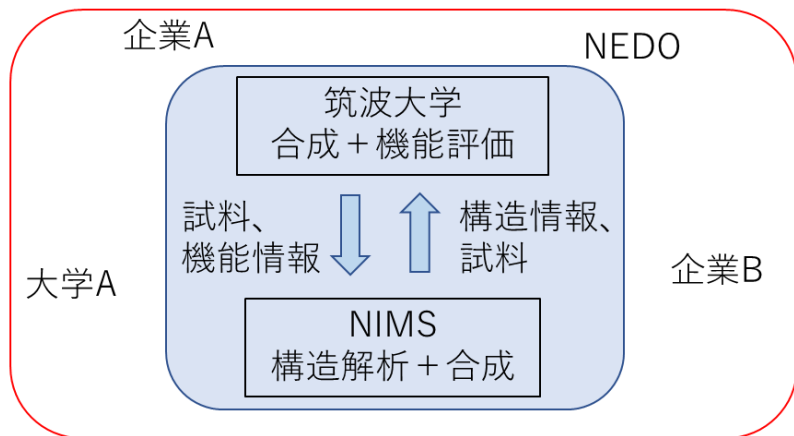 企業A
NEDO
筑波大学
合成＋機能評価
試料、
機能情報
構造情報、
試料
大学A
企業B
NIMS
構造解析＋合成